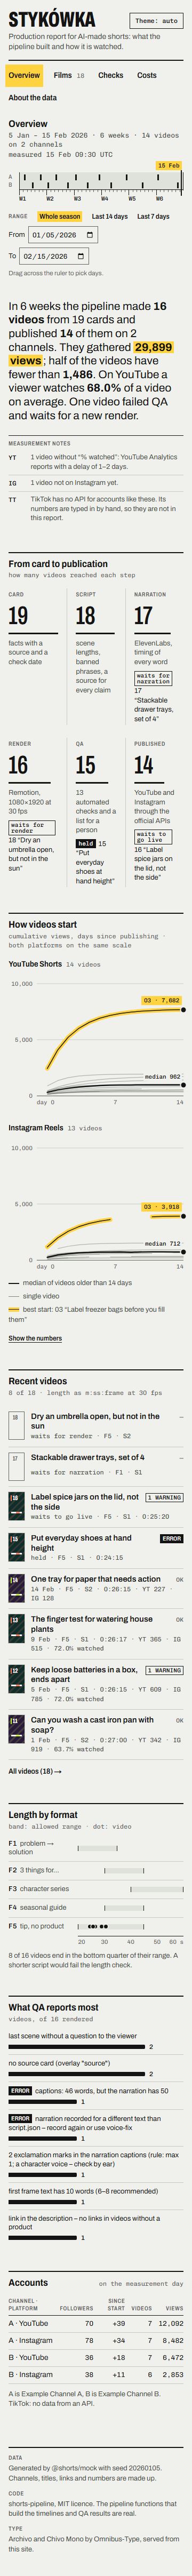 STYKÓWKA
Theme: auto
Production report for AI-made shorts: what the
pipeline built and how it was watched.
Overview Films 18 Checks Costs
About the data
Overview
5 Jan – 15 Feb 2026 · 6 weeks · 14 videos
on 2 channels
measured 15 Feb 09:30 UTC
15 Feb
A
B
W1 W2 W3 W4 W5 W6
RANGE Whole season Last 14 days Last 7 days
From 01/05/2026
To 02/15/2026
Drag across the ruler to pick days.
In 6 weeks the pipeline made 16
videos from 19 cards and
published 14 of them on 2
channels. They gathered 29,899
views; half of the videos have
fewer than 1,486. On YouTube a
viewer watches 68.0% of a video
on average. One video failed QA
and waits for a new render.
MEASUREMENT NOTES
YT 1 video without "% watched": YouTube Analytics
reports with a delay of 1–2 days.
IG 1 video not on Instagram yet.
TT TikTok has no API for accounts like these. Its
numbers are typed in by hand, so they are not in
this report.
From card to publication
how many videos reached each step
CARD
19
facts with a
source and a
check date
SCRIPT
18
scene
lengths,
banned
phrases, a
source for
every claim
NARRATION
17
ElevenLabs,
timing of
every word
waits for
narration
17
"Stackable
drawer trays,
set of 4"
RENDER
16
Remotion,
1080×1920 at
30 fps
waits for
render
18 "Dry an
umbrella open,
but not in the
sun"
QA
15
13
automated
checks and a
list for a
person
held 15
"Put
everyday
shoes at
hand height"
PUBLISHED
14
YouTube and
Instagram
through the
official APIs
waits to
go live
16 "Label
spice jars on
the lid, not
the side"
How videos start
cumulative views, days since publishing ·
both platforms on the same scale
YouTube Shorts 14 videos
10,000
5,000
0
03 · 7,682
median 962
day 0 7 14
Instagram Reels 13 videos
10,000
5,000
0
03 · 3,918
median 712
day 0 7 14
median of videos older than 14 days
single video
best start: 03 "Label freezer bags before you fill
them"
Show the numbers
Recent videos
8 of 18 · length as m:ss:frame at 30 fps
18
Dry an umbrella open, but not in the
sun
–
waits for render · F5 · S2
17
Stackable drawer trays, set of 4
–
waits for narration · F1 · S1
16
Label spice jars on the lid, not
the side
1 WARNING
waits to go live · F5 · S1 · 0:25:20
15
Put everyday shoes at hand
height
ERROR
held · F5 · S1 · 0:24:15
14
One tray for paper that needs action
OK
14 Feb · F5 · S2 · 0:26:15 · YT 227 ·
IG 128
13
The finger test for watering house
plants
OK
9 Feb · F5 · S1 · 0:26:17 · YT 365 · IG
515 · 72.0% watched
12
Keep loose batteries in a box,
ends apart
1 WARNING
5 Feb · F5 · S1 · 0:26:15 · YT 609 · IG
785 · 72.0% watched
11
Can you wash a cast iron pan with
soap?
OK
1 Feb · F5 · S2 · 0:27:00 · YT 342 · IG
919 · 63.7% watched
All videos (18) →
Length by format
band: allowed range · dot: video
F1 problem →
solution
F2 3 things for…
F3 character series
F4 seasonal guide
F5 tip, no product
20 30 40 50 60 s
8 of 16 videos end in the bottom quarter of their range. A
shorter script would fail the length check.
What QA reports most
videos, of 16 rendered
last scene without a question to the viewer
2
no source card (overlay "source")
2
ERROR captions: 46 words, but the narration has 50
1
ERROR narration recorded for a different text than
script.json – record again or use voice-fix
1
2 exclamation marks in the narration captions (rule: max
1; a character voice – check by ear)
1
first frame text has 10 words (6–8 recommended)
1
link in the description – no links in videos without a
product
1
Accounts on the measurement day
CHANNEL · PLATFORM FOLLOWERS SINCE START VIDEOS VIEWS
A · YouTube 70 +39 7 12,092
A · Instagram 78 +34 7 8,482
B · YouTube 36 +18 7 6,472
B · Instagram 38 +11 6 2,853
A is Example Channel A, B is Example Channel B.
TikTok: no data from an API.
DATA
Generated by @shorts/mock with seed 20260105.
Channels, titles, links and numbers are made up.
CODE
shorts-pipeline, MIT licence. The pipeline functions that
build the timelines and QA results are real.
TYPE
Archivo and Chivo Mono by Omnibus-Type, served from
this site.